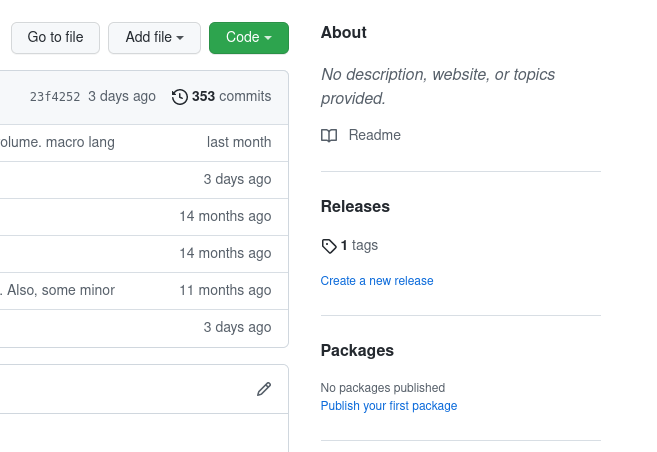 Go to file
Add file
Code
23f4252 3 days ago 353 commits
olume. macro lang last month
3 days ago
14 months ago
14 months ago
. Also, some minor 11 months ago
3 days ago
About
No description, website, or topics
provided.
Readme
Releases
1 tags
Create a new release
Packages
No packages published
Publish your first package